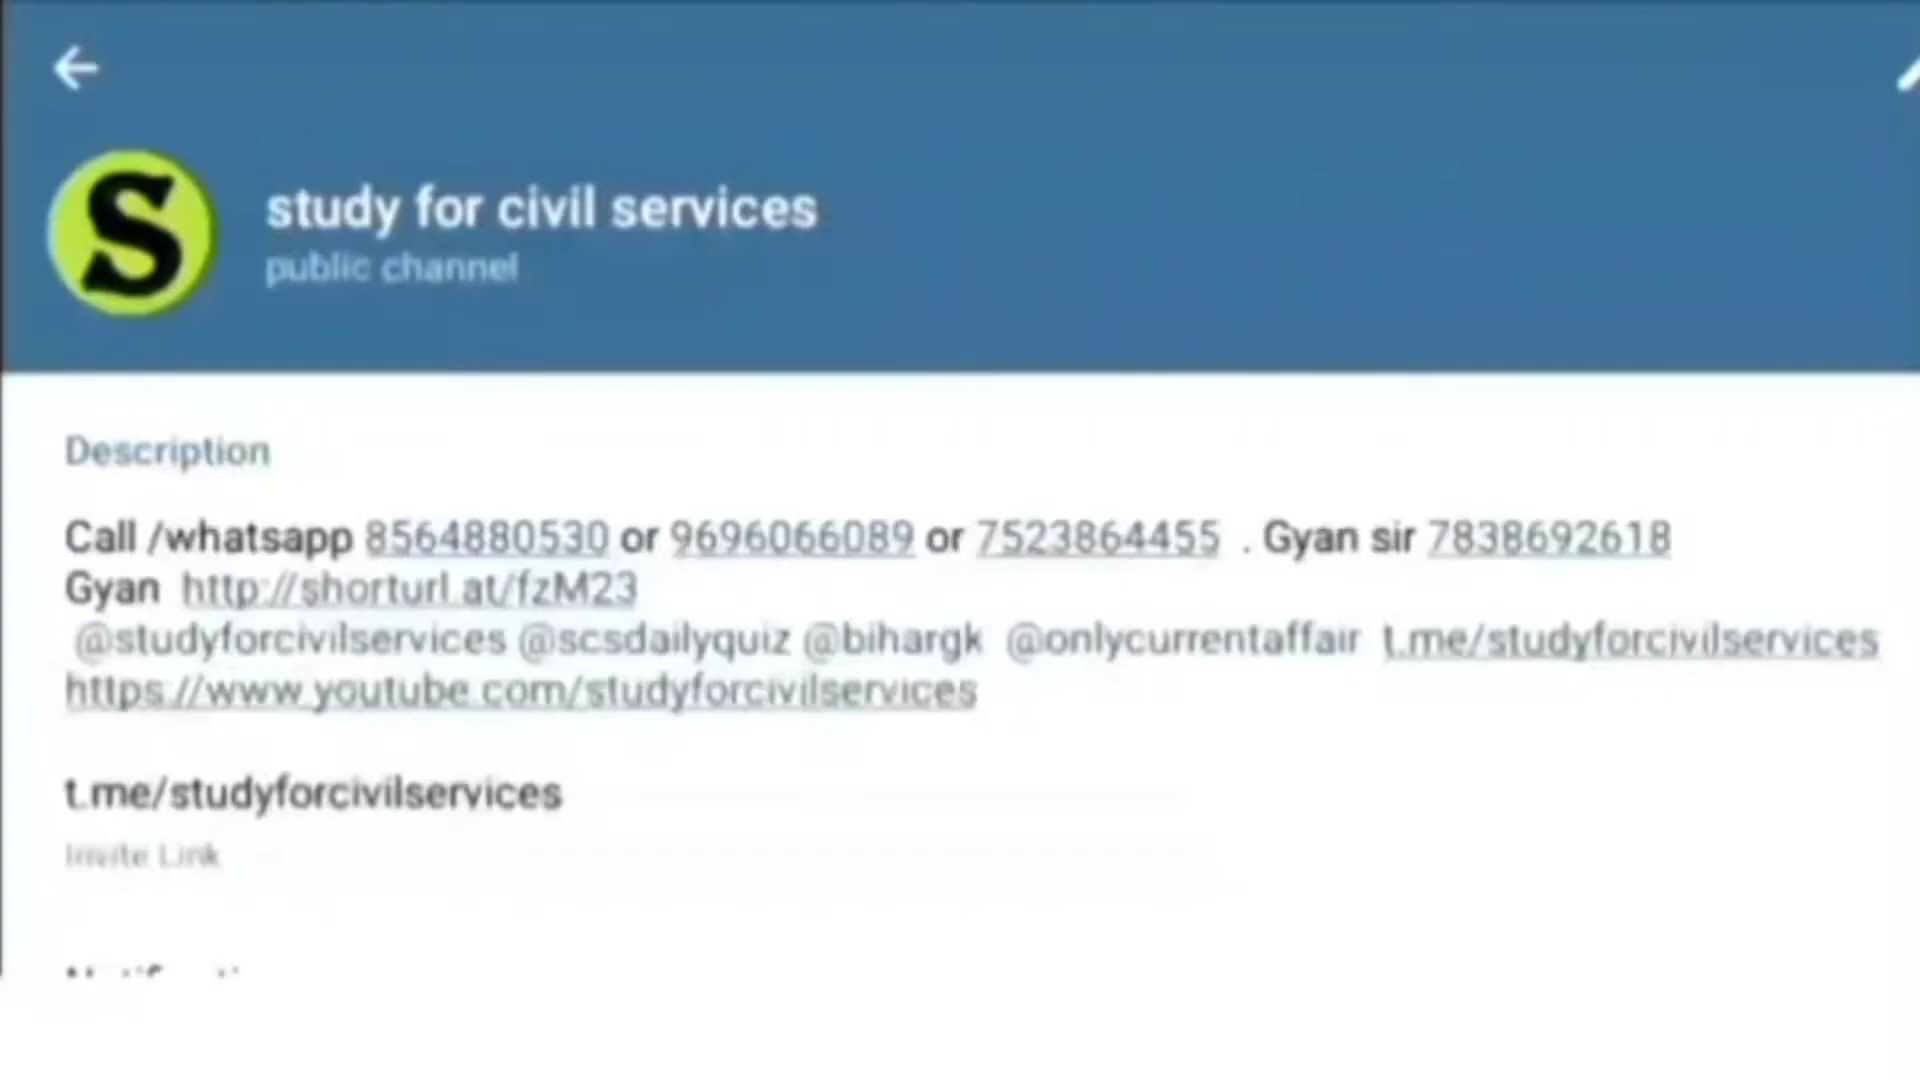 S
study for civil services
public channel
Description
Call /whatsapp 8564880530 or 9696066089 or 7523864455 . Gyan sir 7838692618
Gyan http://shorturl.at/fzM23
@studyforcivilservices @scsdailyquiz @bihargk @onlycurrentaffair t.me/studyforcivilservices
https://www.youtube.com/studyforcivilservices
t.me/studyforcivilservices
Invite Link